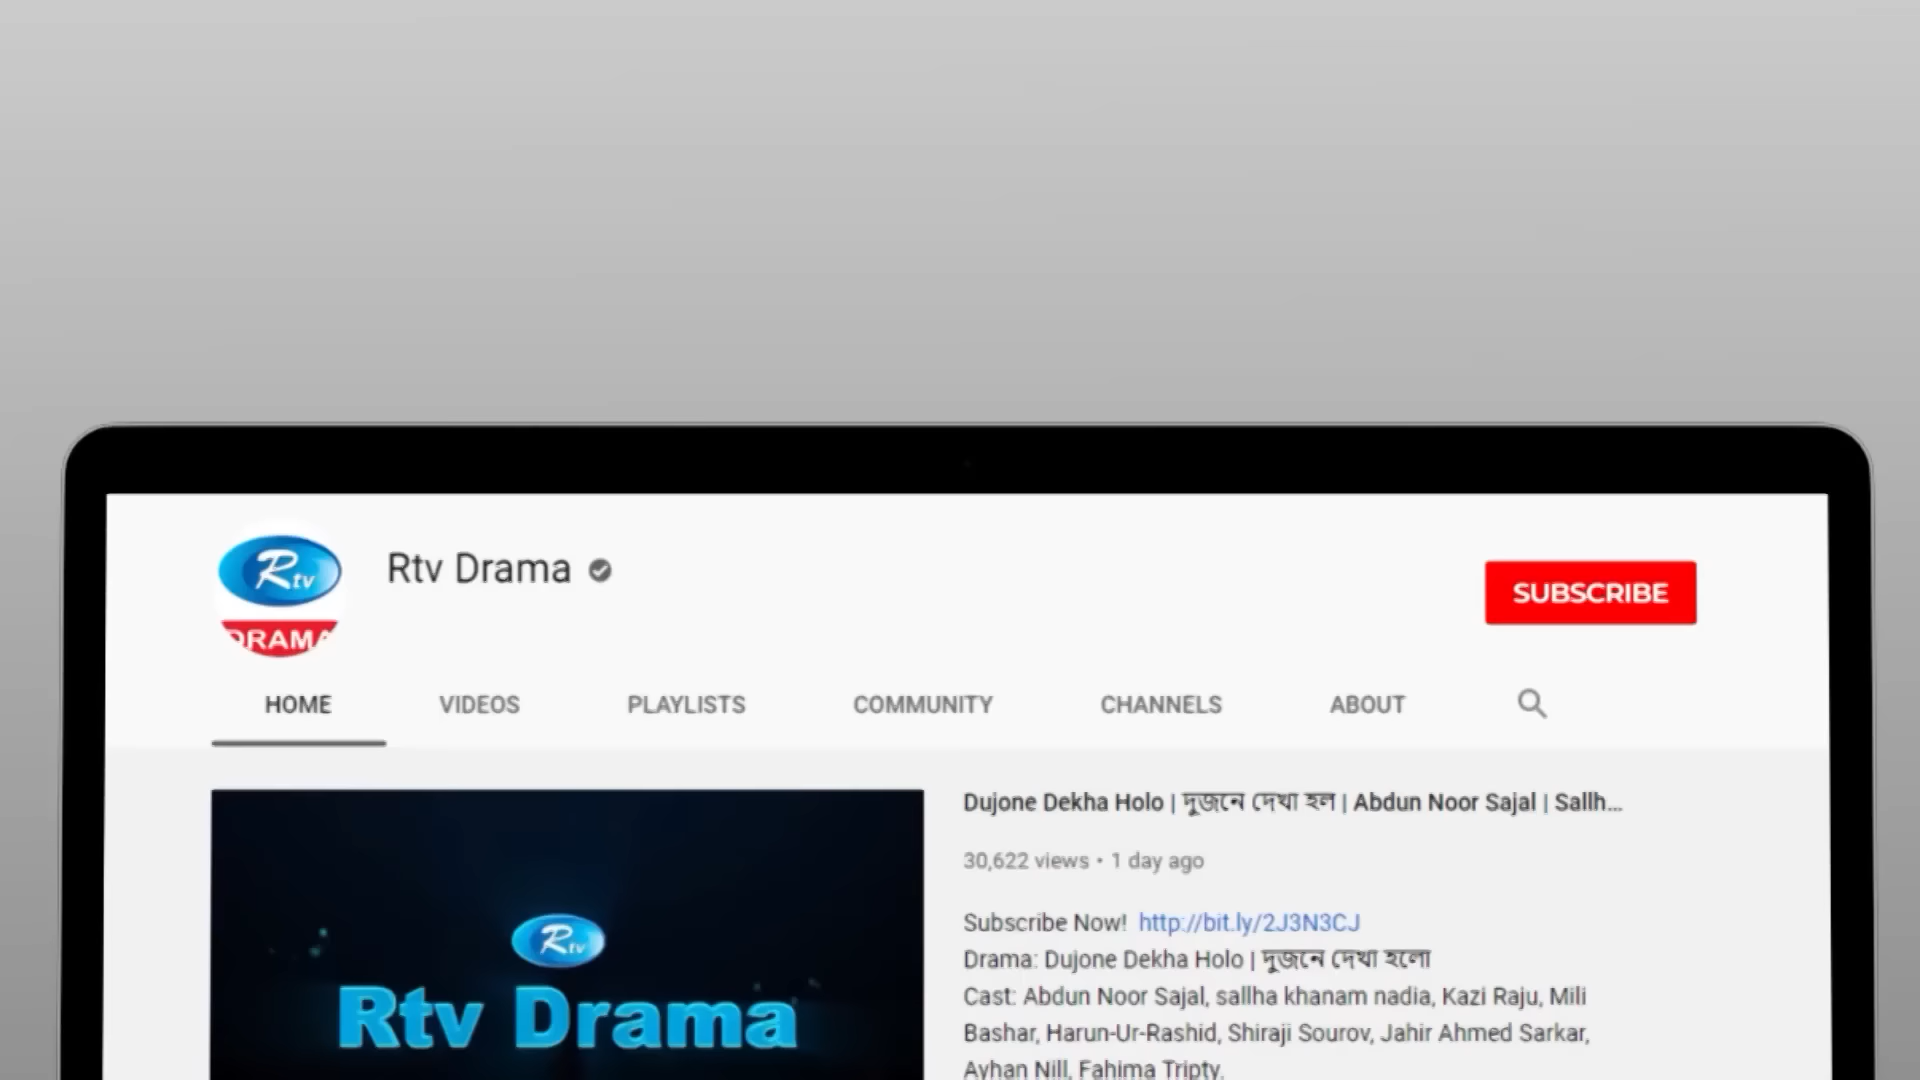 Rtv
DRAMA
Rtv Drama
SUBSCRIBE
HOME VIDEOS PLAYLISTS COMMUNITY CHANNELS ABOUT
Rtv
Rtv Drama
Dujone Dekha Holo | দুজনে দেখা হল | Abdun Noor Sajal | Sallh...
30,622 views • 1 day ago
Subscribe Now! http://bit.ly/2J3N3CJ
Drama: Dujone Dekha Holo | দুজনে দেখা হলো
Cast: Abdun Noor Sajal, sallha khanam nadia, Kazi Raju, Mili
Bashar, Harun-Ur-Rashid, Shiraji Sourov, Jahir Ahmed Sarkar,
Ayhan Nill, Fahima Tripty.